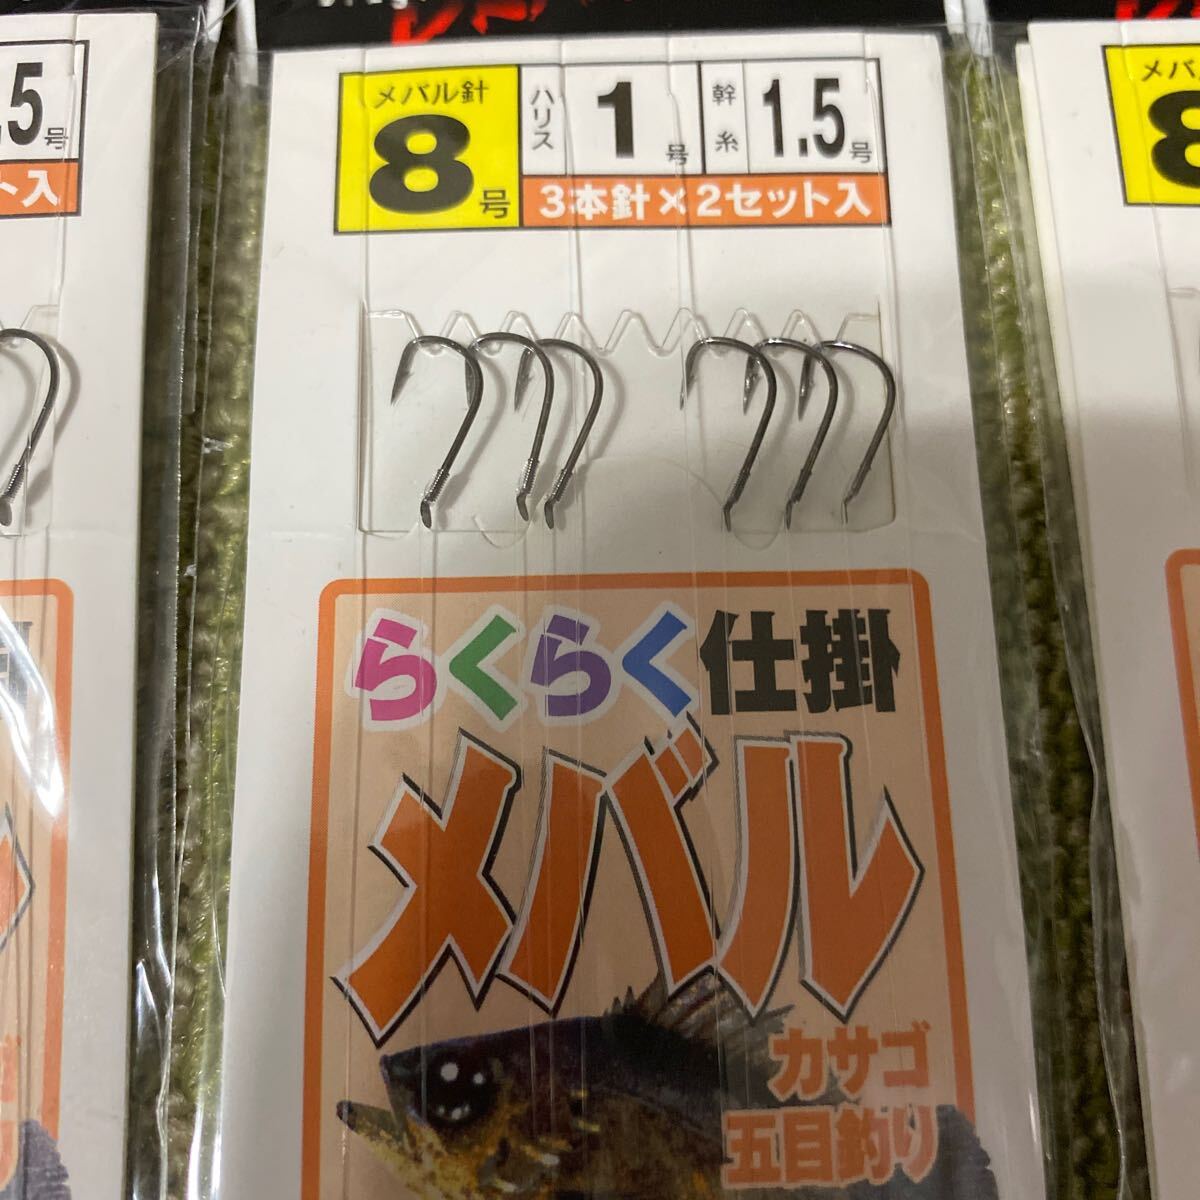 メバル針
8号
ハリス
1号
幹糸
1.5号
3本針×2セット入
らくらく仕掛
メバル
カサゴ
五目釣り
.5号
ト入
メバ
8